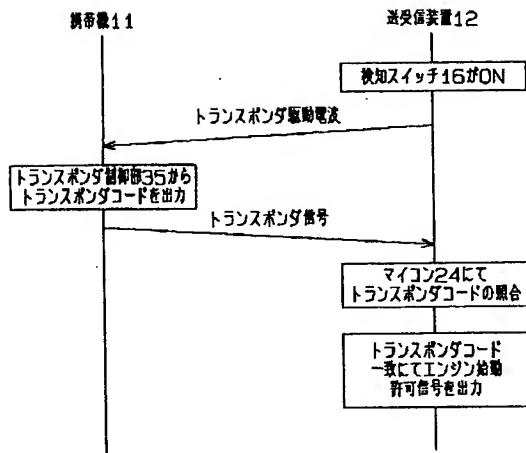 携帯機11
送受信装置12
検知スイッチ16がON
トランスポンダ駆動電波
トランスポンダ制御部35から
トランスポンダコードを出力
トランスポンダ信号
マイコン24にて
トランスポンダコードの照合
トランスポンダコード
一致にてエンジン始動
許可信号を出力